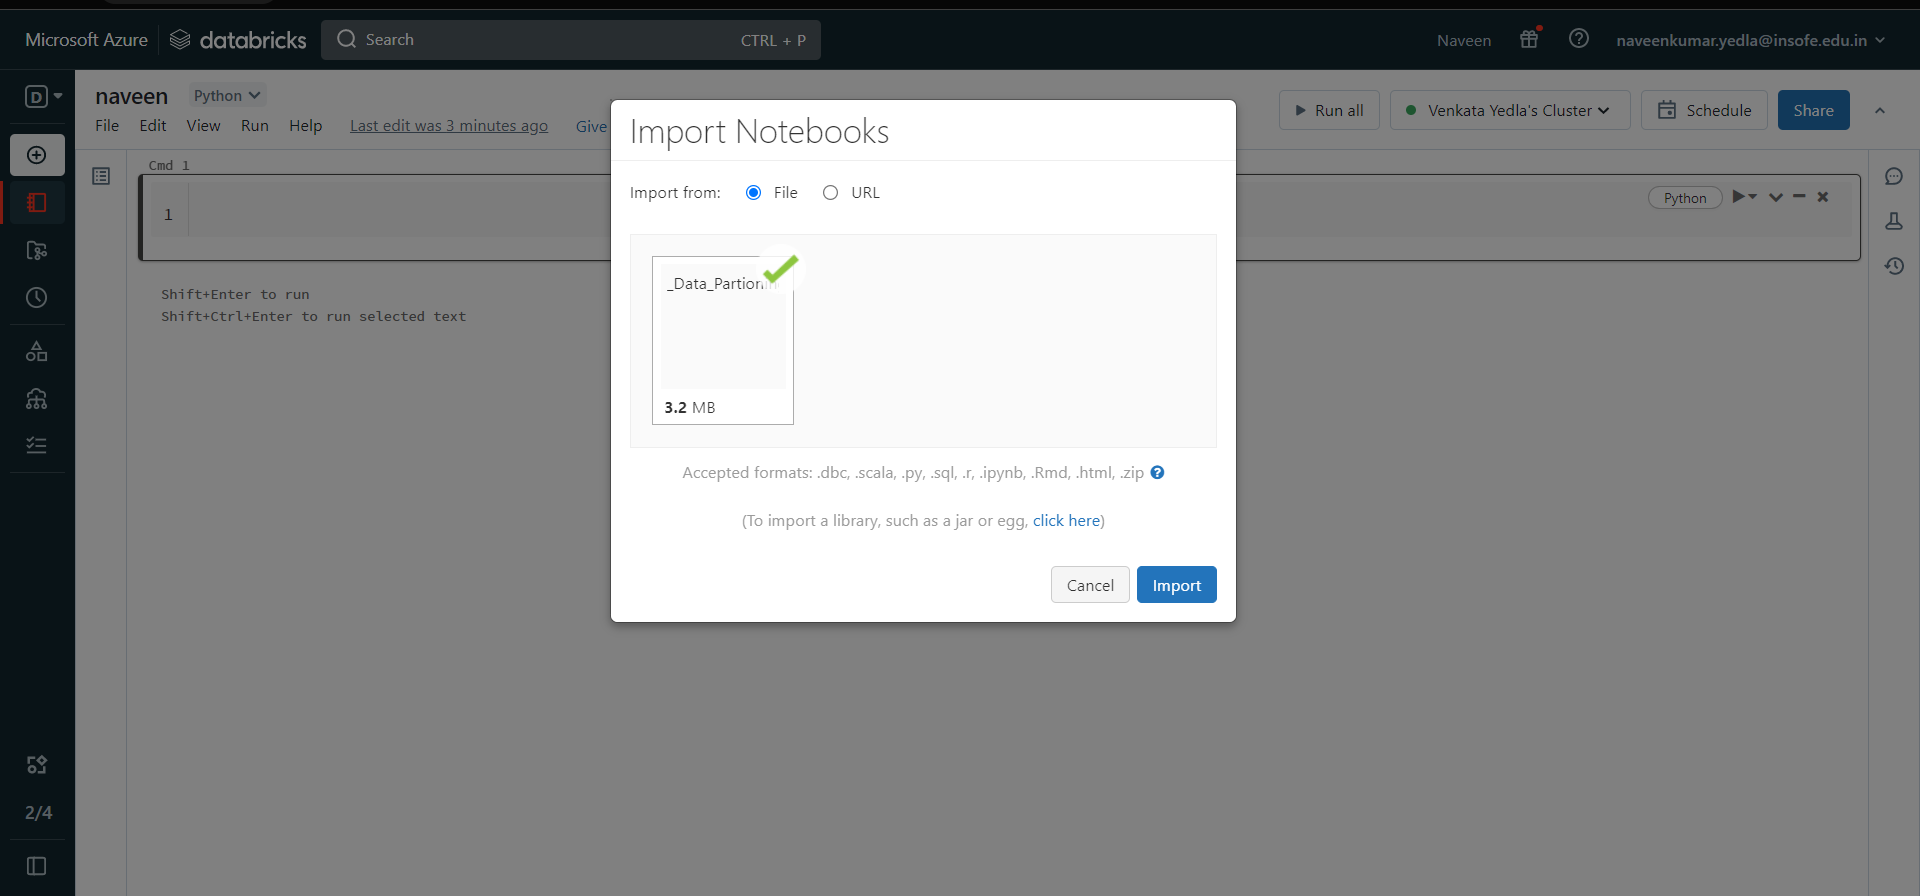 Microsoft Azure databricks Search CTRL + P Naveen naveenkumar.yedla@insofe.edu.in
D
naveen Python
File Edit View Run Help Last edit was 3 minutes ago Give
Run all Venkata Yedla's Cluster Schedule Share
Cmd 1
1
Python
Shift+Enter to run
Shift+Ctrl+Enter to run selected text
Import Notebooks
Import from: File URL
3.2 MB
Accepted formats: .dbc, .scala, .py, .sql, .r, .ipynb, .Rmd, .html, .zip
(To import a library, such as a jar or egg, click here)
Cancel Import
2/4